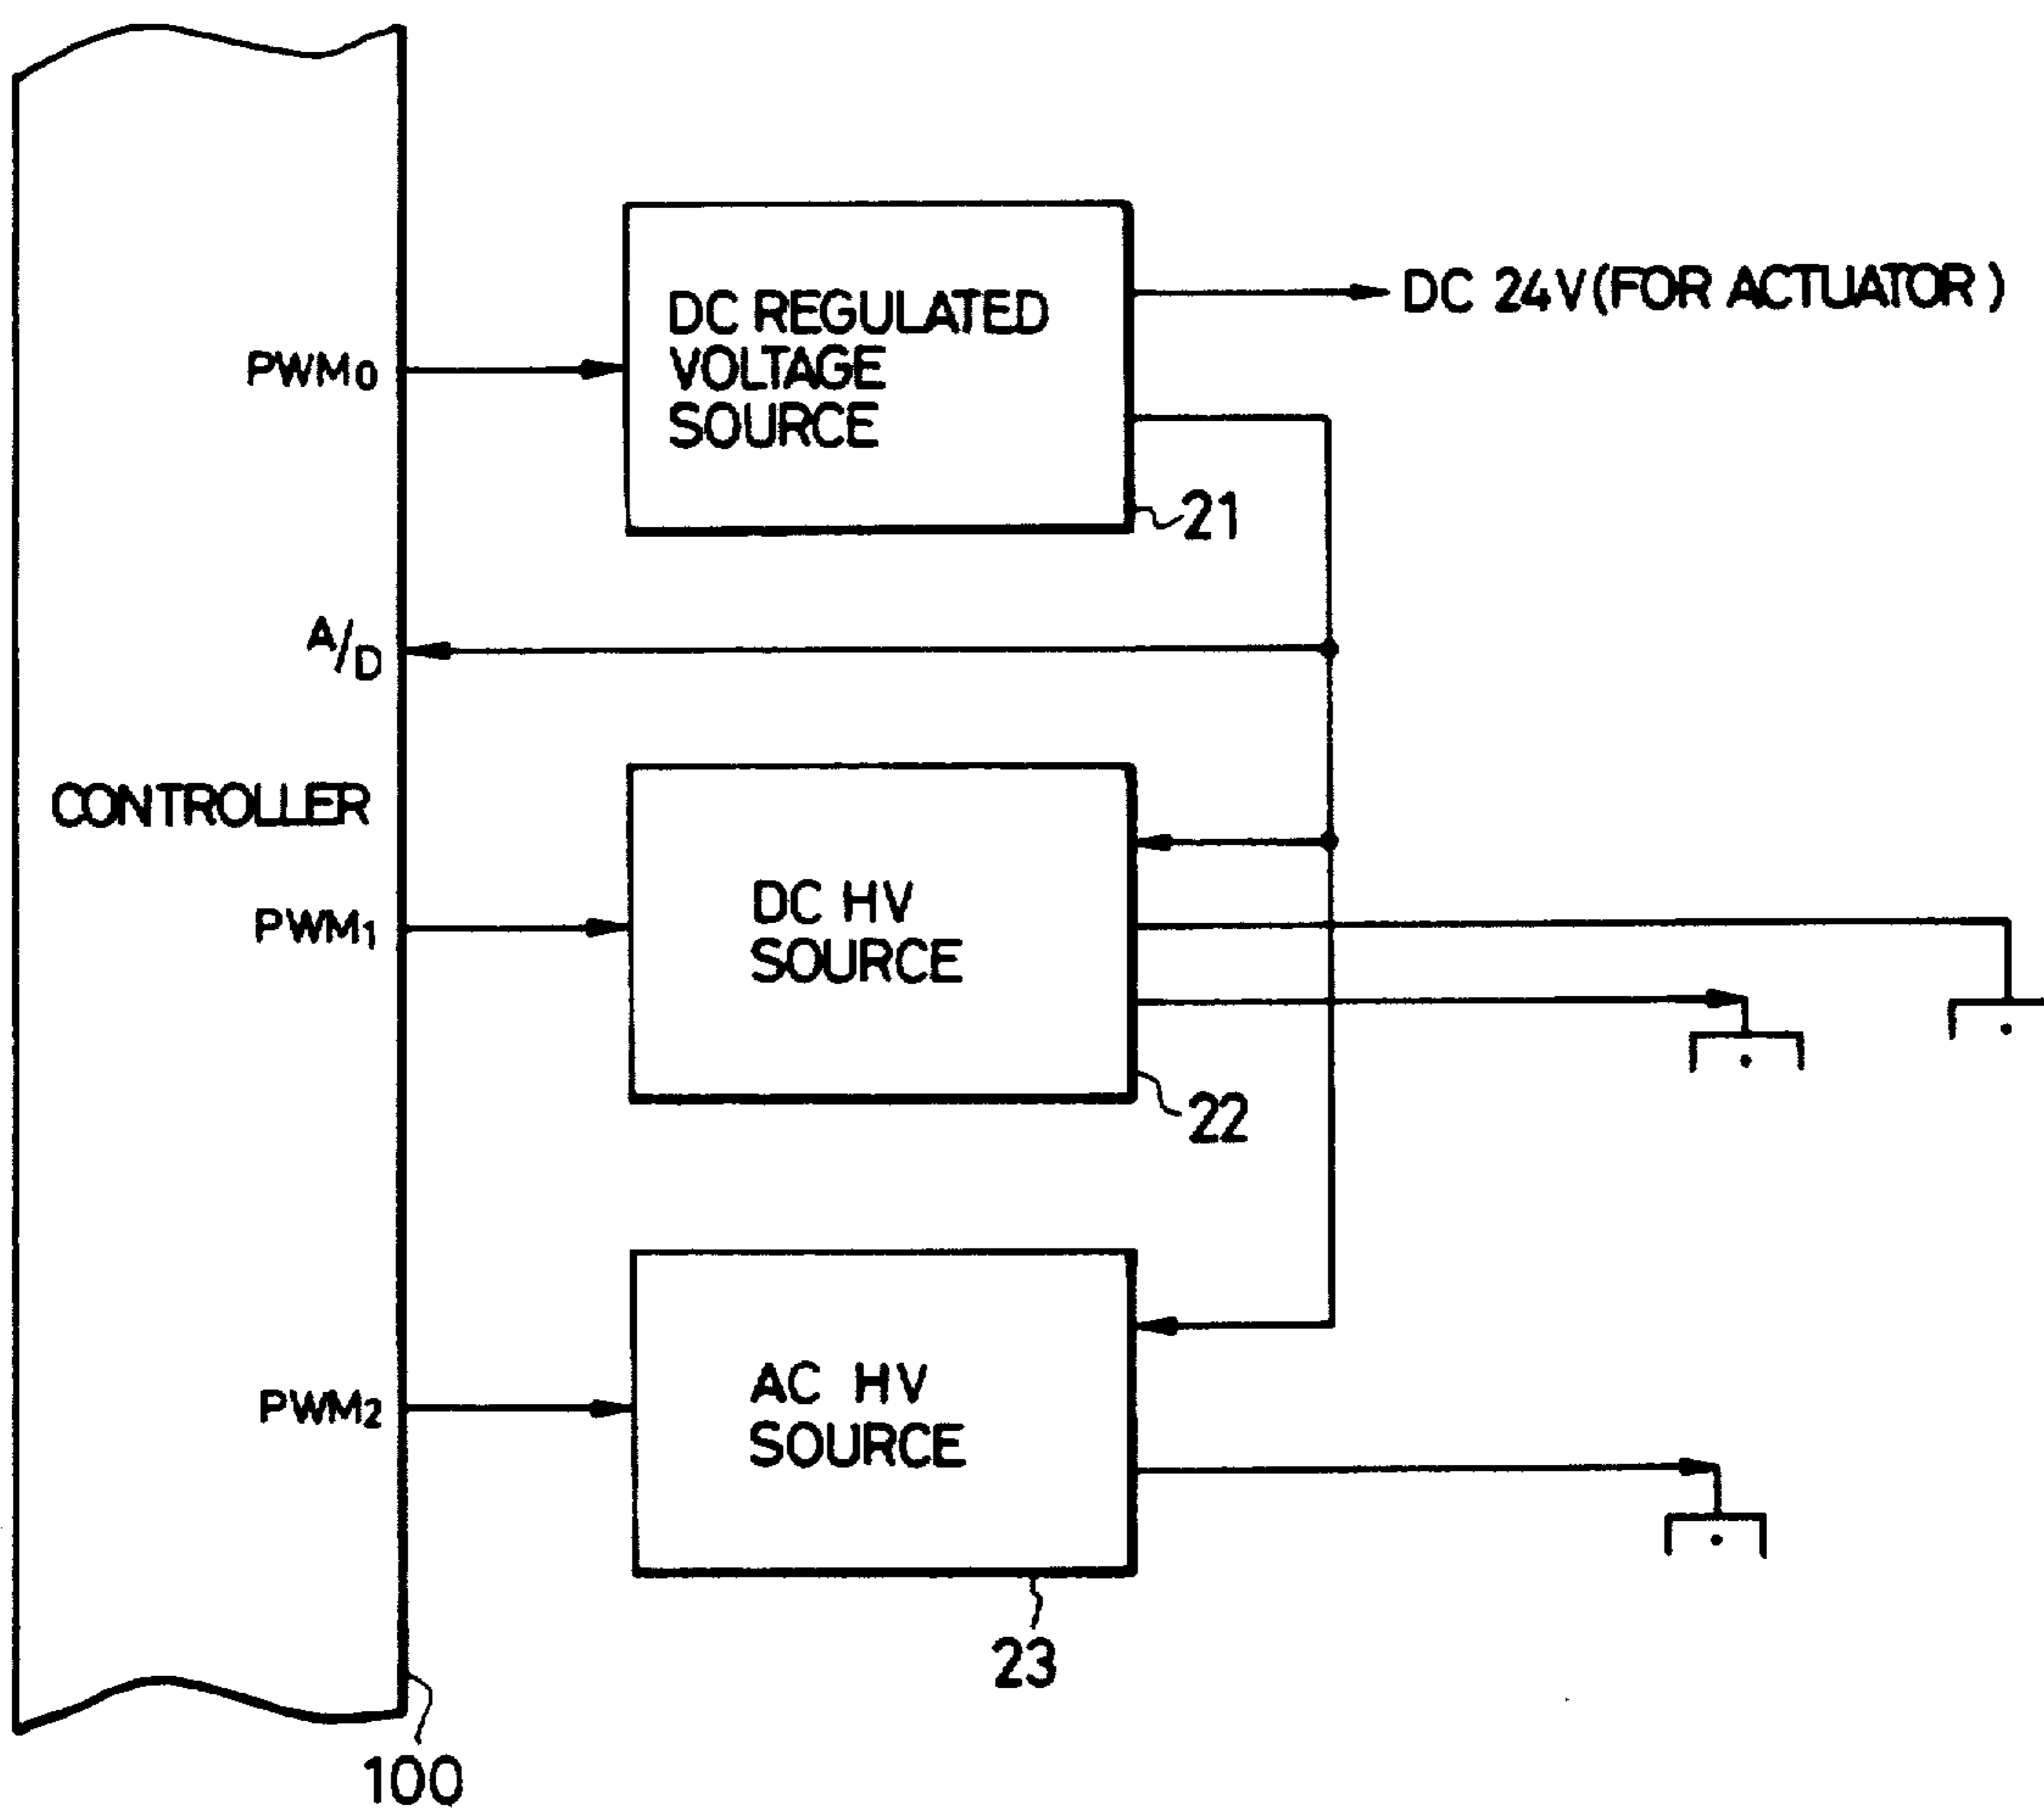 DC REGULATED
VOLTAGE
SOURCE
DC 24V (FOR ACTUATOR)
PWM0
21
A/D
CONTROLLER
DC HV
SOURCE
PWM1
22
AC HV
SOURCE
PWM2
23
100